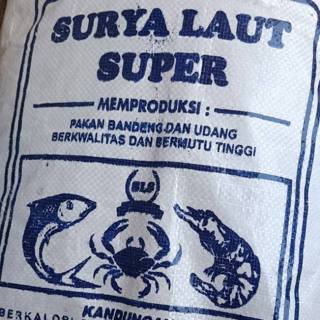 SURYA LAUT
SUPER
MEMPRODUKSI :
PAKAN BANDENG DAN UDANG
BERKWALITAS DAN BERMUTU TINGGI
SLS